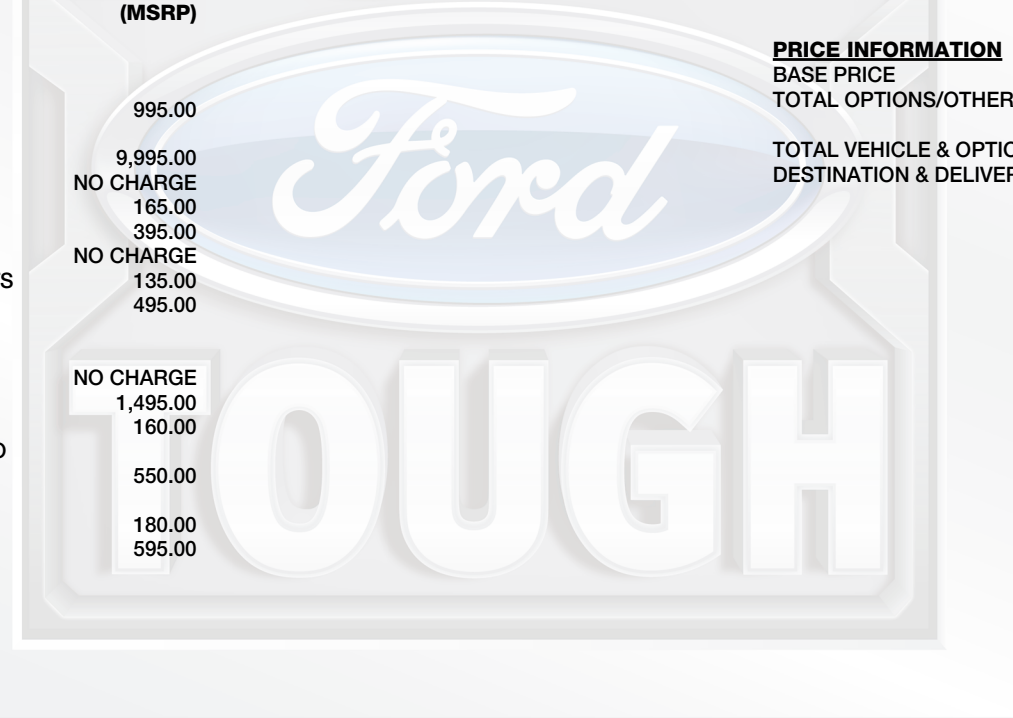 (MSRP)
995.00
9,995.00
NO CHARGE
165.00
395.00
NO CHARGE
135.00
495.00
NO CHARGE
1,495.00
160.00
550.00
180.00
595.00
PRICE INFORMATION
BASE PRICE
TOTAL OPTIONS/OTHER
TOTAL VEHICLE & OPTIO
DESTINATION & DELIVER
Ford
TOUGH